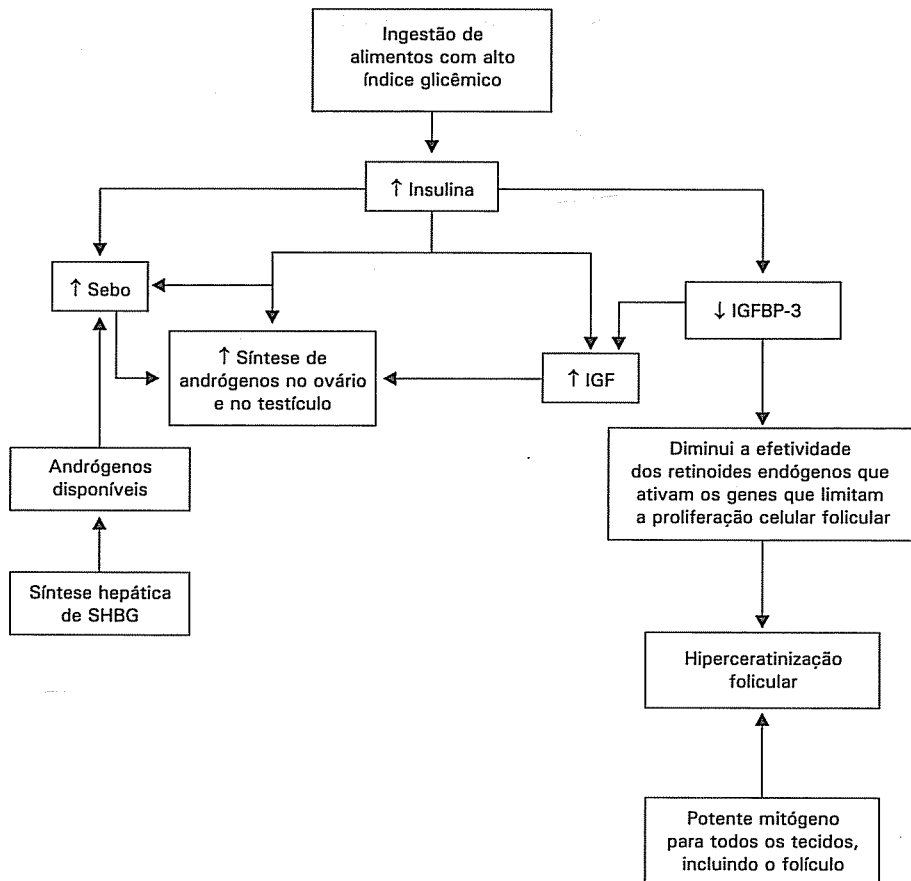 Ingestão de
alimentos com alto
índice glicêmico
↑ Insulina
↑ Sebo
↓ IGFBP-3
↑ Síntese de
andrógenos no ovário
e no testículo
↑ IGF
Andrógenos
disponíveis
Diminui a efetividade
dos retinoides endógenos que
ativam os genes que limitam
a proliferação celular folicular
Síntese hepática
de SHBG
Hiperceratinização
folicular
Potente mitógeno
para todos os tecidos,
incluindo o folículo